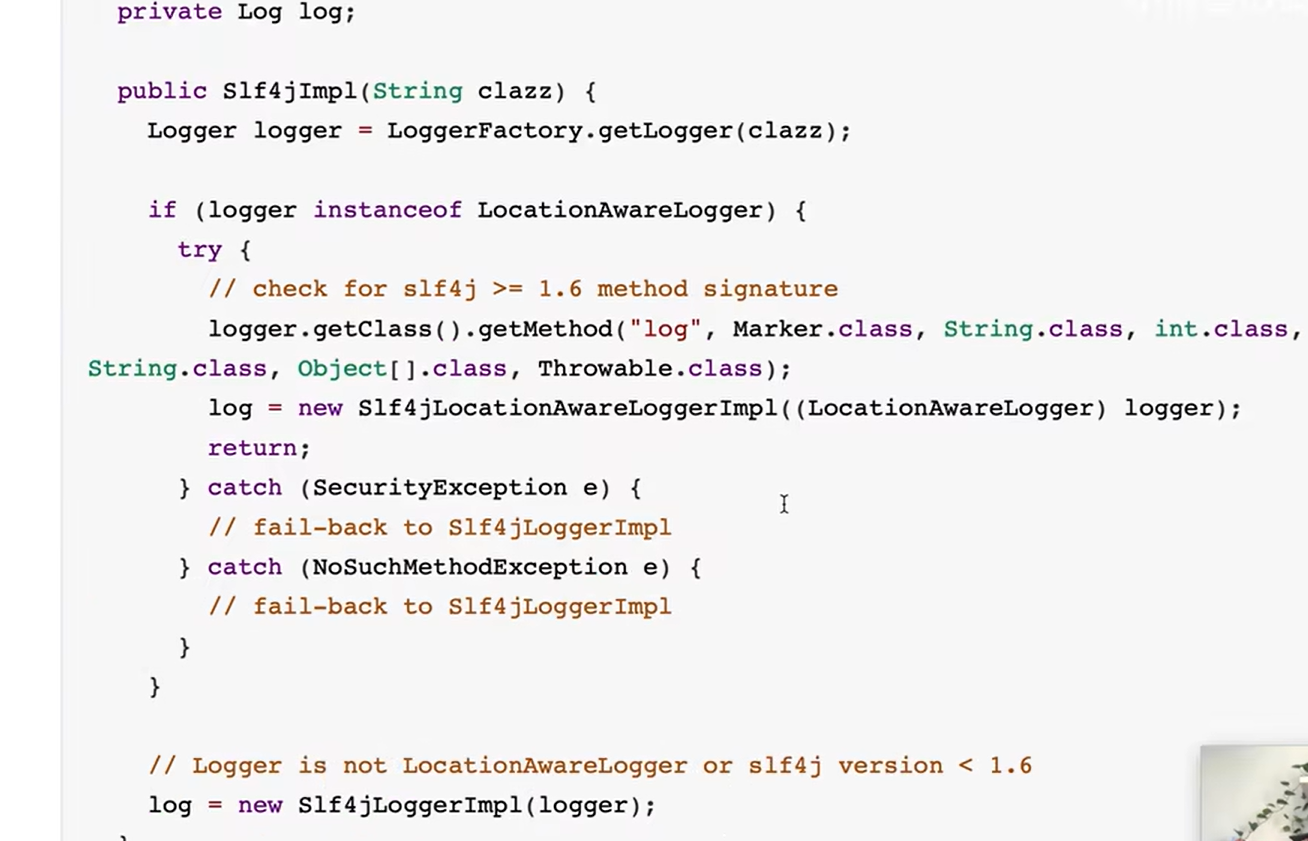 private Log log;
public Slf4jImpl(String clazz) {
Logger logger = LoggerFactory.getLogger(clazz);
if (logger instanceof LocationAwareLogger) {
try {
// check for slf4j >= 1.6 method signature
logger.getClass().getMethod("log", Marker.class, String.class, int.class,
String.class, Object[].class, Throwable.class);
log = new Slf4jLocationAwareLoggerImpl((LocationAwareLogger) logger);
return;
} catch (SecurityException e) {
// fail-back to Slf4jLoggerImpl
} catch (NoSuchMethodException e) {
// fail-back to Slf4jLoggerImpl
}
}
// Logger is not LocationAwareLogger or slf4j version < 1.6
log = new Slf4jLoggerImpl(logger);